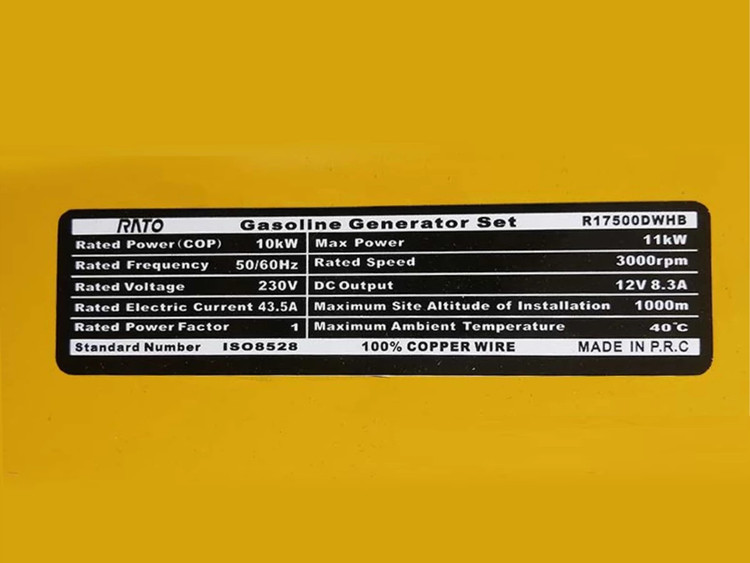 RATO Gasoline Generator Set R17500DWHB
Rated Power(COP) 10kW Max Power 11kW
Rated Frequency 50/60Hz Rated Speed 3000rpm
Rated Voltage 230V DC Output 12V 8.3A
Rated Electric Current 43.5A Maximum Site Altitude of Installation 1000m
Rated Power Factor 1 Maximum Ambient Temperature 40℃
Standard Number ISO8528 100% COPPER WIRE MADE IN P.R.C